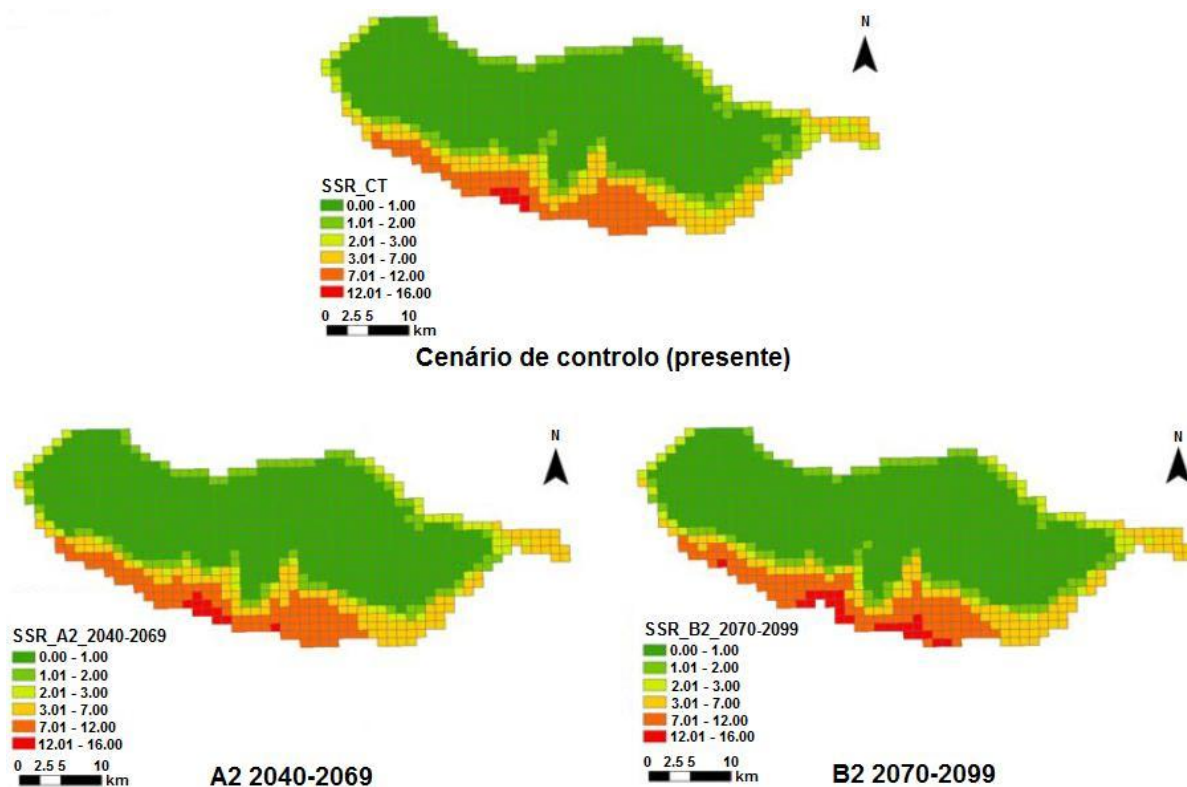 N
SSR_CT
0.00 - 1.00
1.01 - 2.00
2.01 - 3.00
3.01 - 7.00
7.01 - 12.00
12.01 - 16.00
0 2.5 5 10
km
Cenário de controlo (presente)
N
SSR_A2_2040-2069
0.00 - 1.00
1.01 - 2.00
2.01 - 3.00
3.01 - 7.00
7.01 - 12.00
12.01 - 16.00
0 2.5 5 10
km
A2 2040-2069
N
SSR_B2_2070-2099
0.00 - 1.00
1.01 - 2.00
2.01 - 3.00
3.01 - 7.00
7.01 - 12.00
12.01 - 16.00
0 2.5 5 10
km
B2 2070-2099